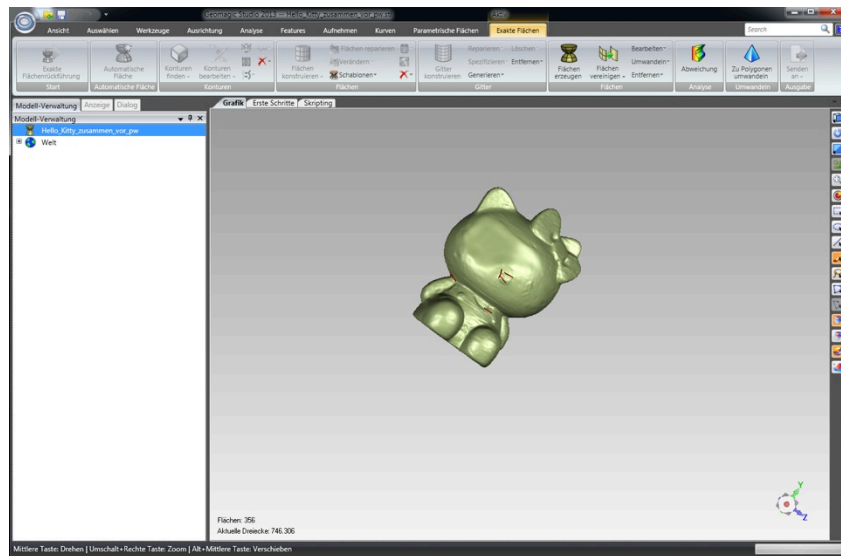 Geomagic Studio 2013 — Hello_Kitty_zusammen_vor_pw.stl
Ansicht Auswählen Werkzeuge Ausrichtung Analyse Features Aufnehmen Kurven Parametrische Flächen Exakte Flächen Search
Exakte Flächenrückführung
Automatische Fläche
Konturen finden
Konturen bearbeiten
Flächen konstruieren
Flächen reparieren
Verändern
Schablonen
Gitter konstruieren
Reparieren Löschen
Spezifizieren Entfernen
Generieren
Flächen erzeugen
Flächen vereinigen
Bearbeiten
Umwandeln
Entfernen
Abweichung
Zu Polygonen umwandeln
Senden an
Start Automatische Fläche Konturen Flächen Gitter Flächen Analyse Umwandeln Ausgabe
Modell-Verwaltung Anzeige Dialog Grafik Erste Schritte Skripting
Modell-Verwaltung
Hello_Kitty_zusammen_vor_pw
Welt
Y
Z
Flächen: 356
Aktuelle Dreiecke: 746.306
Mittlere Taste: Drehen | Umschalt+Rechte Taste: Zoom | Alt+Mittlere Taste: Verschieben